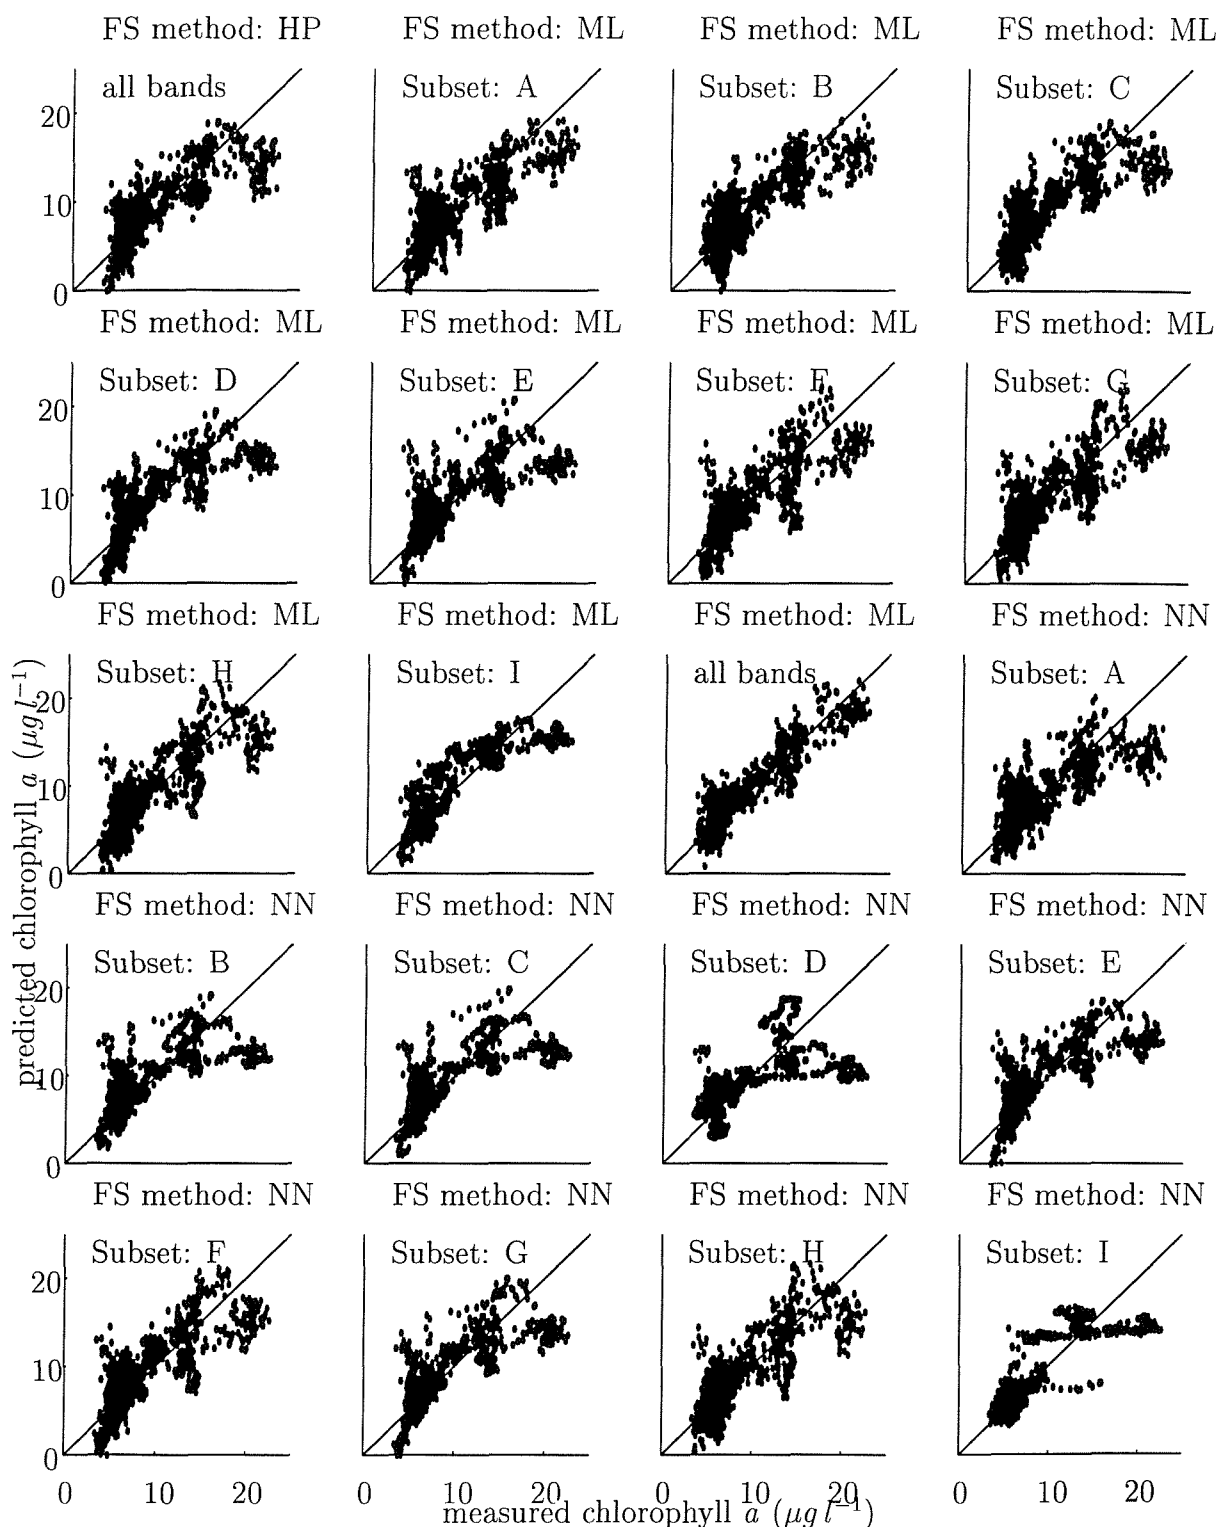 FS method: HP FS method: ML FS method: ML FS method: ML
all bands Subset: A Subset: B Subset: C
20
10
0
FS method: ML FS method: ML FS method: ML FS method: ML
Subset: D Subset: E Subset: F Subset: G
20
10
0
FS method: ML FS method: ML FS method: ML FS method: NN
Subset: H Subset: I all bands Subset: A
20
10
0
predicted chlorophyll a (μg l⁻¹)
FS method: NN FS method: NN FS method: NN FS method: NN
Subset: B Subset: C Subset: D Subset: E
20
10
0
FS method: NN FS method: NN FS method: NN FS method: NN
Subset: F Subset: G Subset: H Subset: I
20
10
0
0 10 20 0 10 20 0 10 20 0 10 20
measured chlorophyll a (μg l⁻¹)